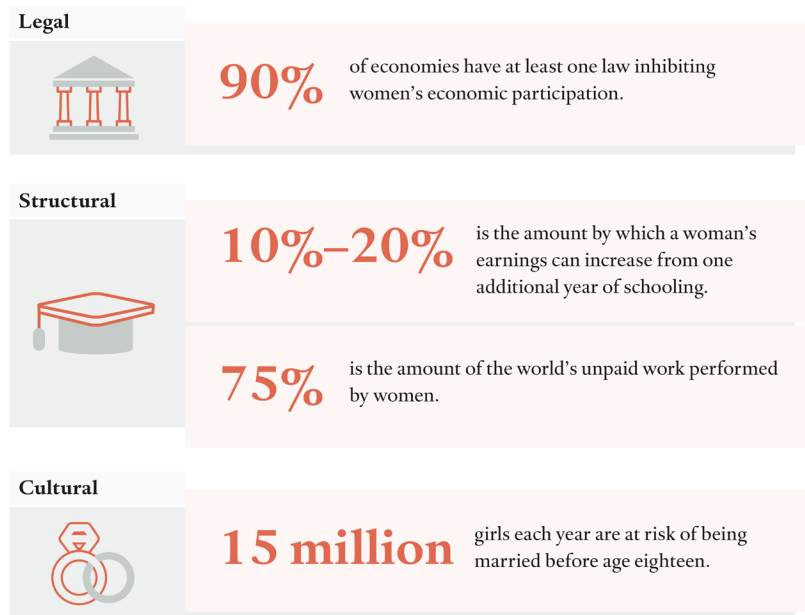 Legal
90%
of economies have at least one law inhibiting
women’s economic participation.
Structural
10%–20%
is the amount by which a woman’s
earnings can increase from one
additional year of schooling.
75%
is the amount of the world’s unpaid work performed
by women.
Cultural
15 million
girls each year are at risk of being
married before age eighteen.